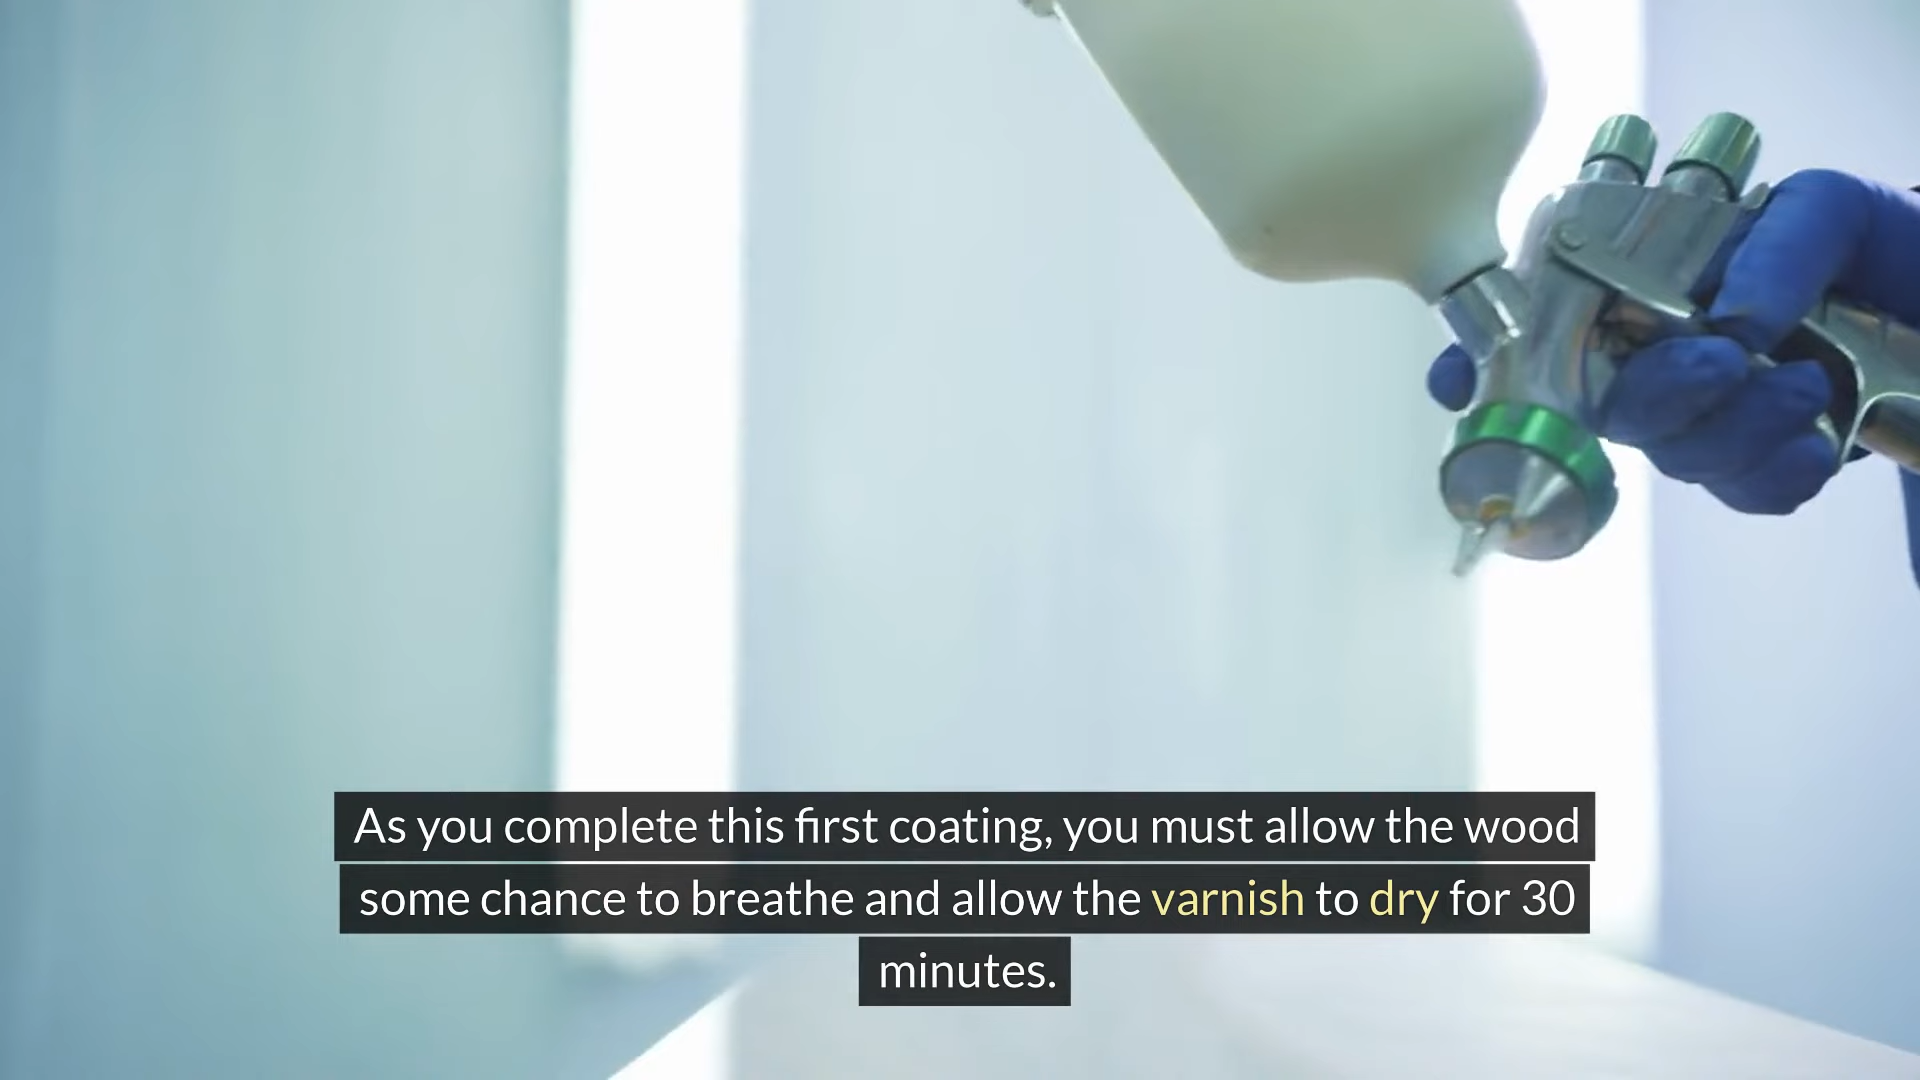 As you complete this first coating, you must allow the wood
some chance to breathe and allow the varnish to dry for 30
minutes.